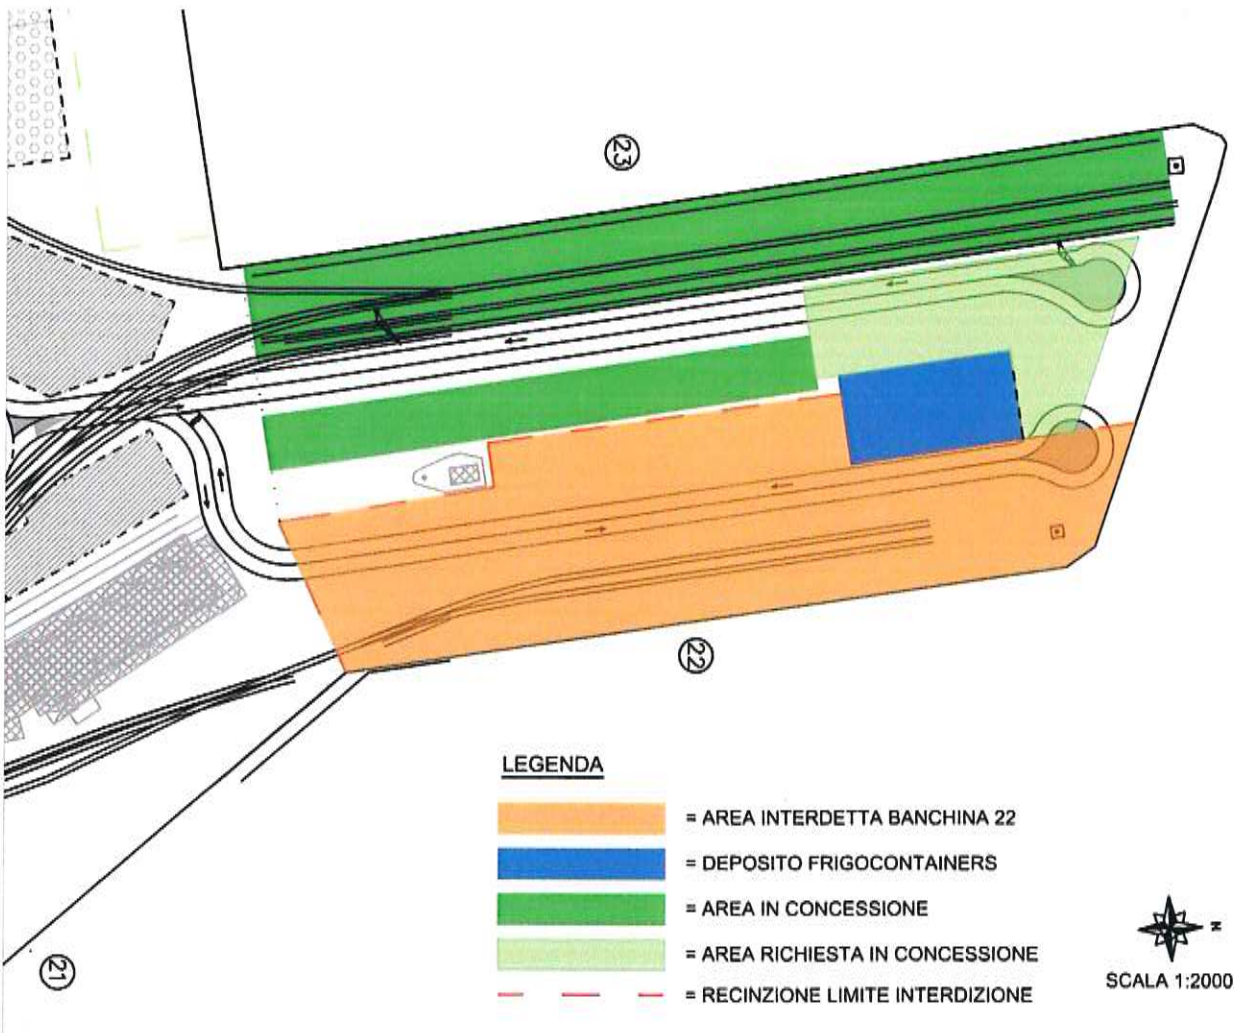 23
22
LEGENDA
= AREA INTERDETTA BANCHINA 22
= DEPOSITO FRIGOCONTAINERS
= AREA IN CONCESSIONE
= AREA RICHIESTA IN CONCESSIONE
= RECINZIONE LIMITE INTERDIZIONE
N
SCALA 1:2000
21